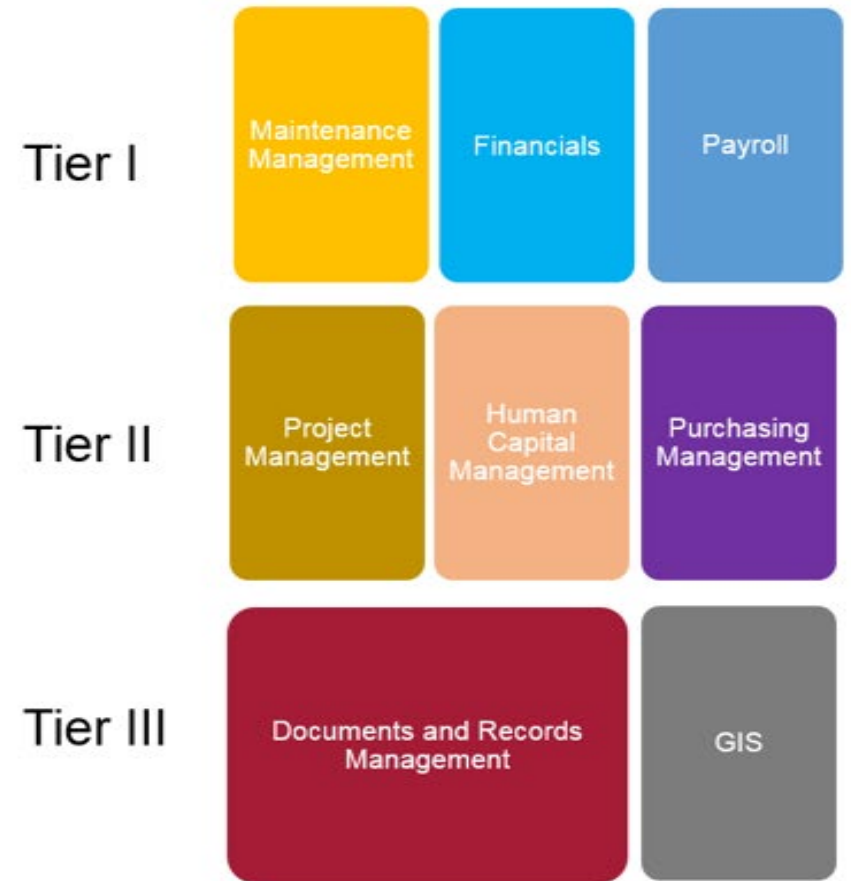 Tier I
Maintenance
Management
Financials
Payroll
Tier II
Project
Management
Human
Capital
Management
Purchasing
Management
Tier III
Documents and Records
Management
GIS